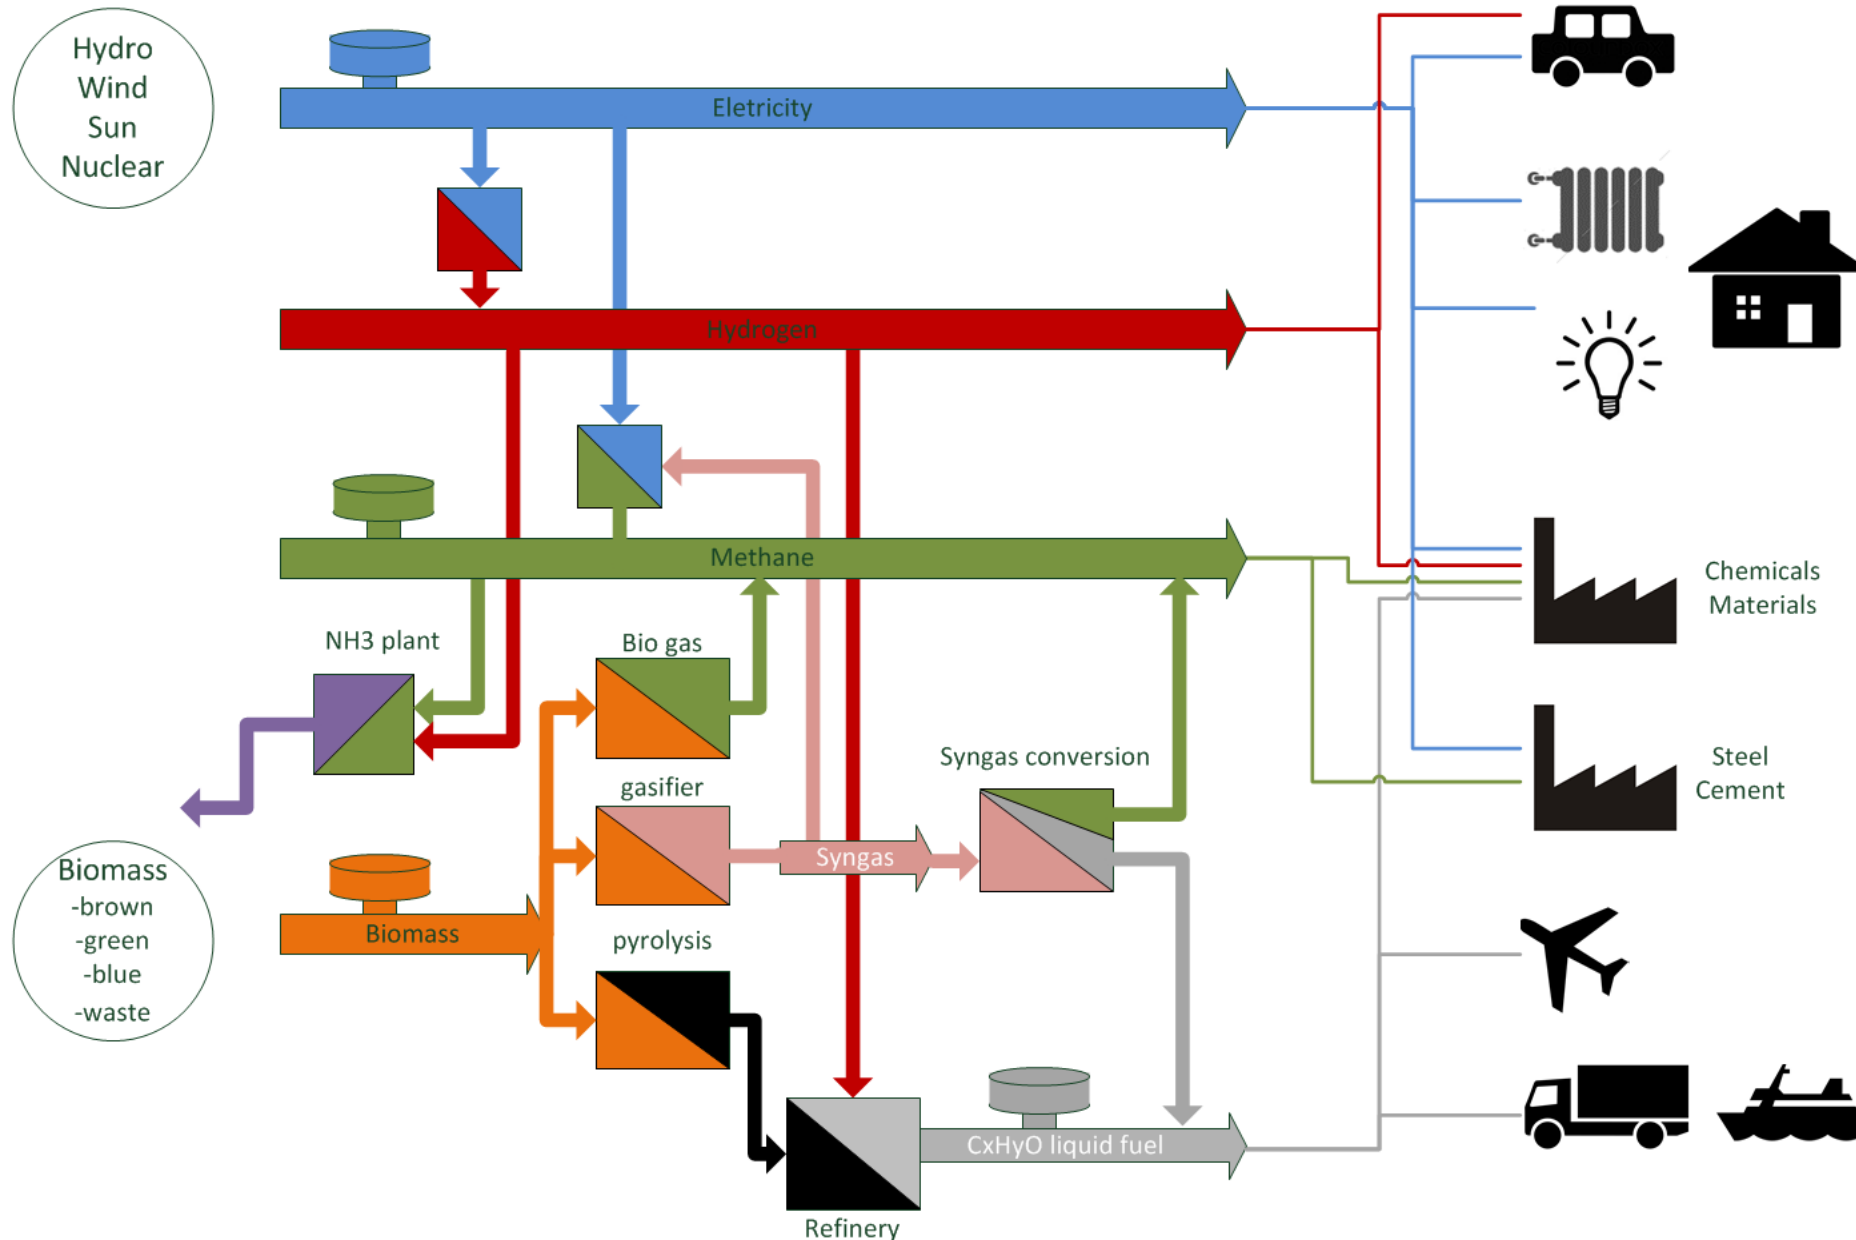 Hydro
Wind
Sun
Nuclear
Eletricity
Hydrogen
Methane
NH3 plant
Bio gas
Chemicals
Materials
gasifier
Syngas conversion
Steel
Cement
Syngas
Biomass
-brown
-green
-blue
-waste
Biomass
pyrolysis
CxHyO liquid fuel
Refinery